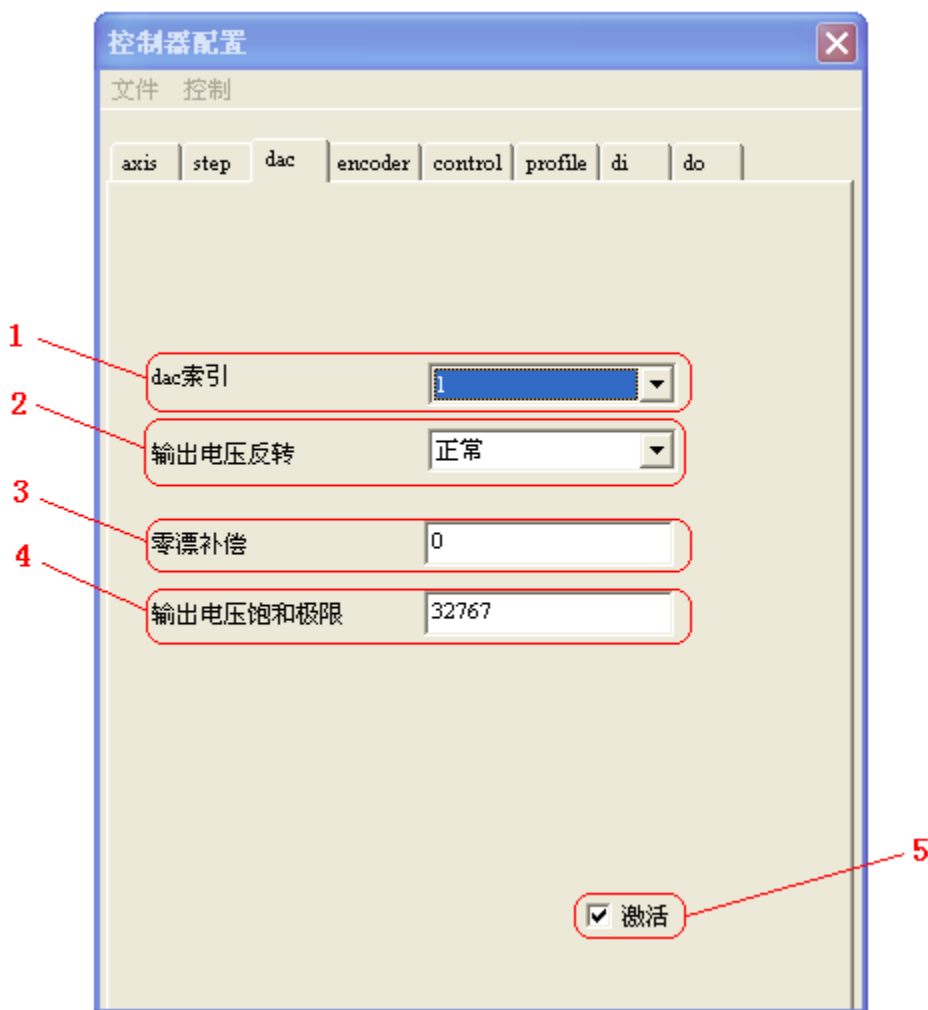 控制器配置
文件 控制
axis step dac encoder control profile di do
1
dac索引 1
2
输出电压反转 正常
3
零漂补偿 0
4
输出电压饱和极限 32767
5
激活